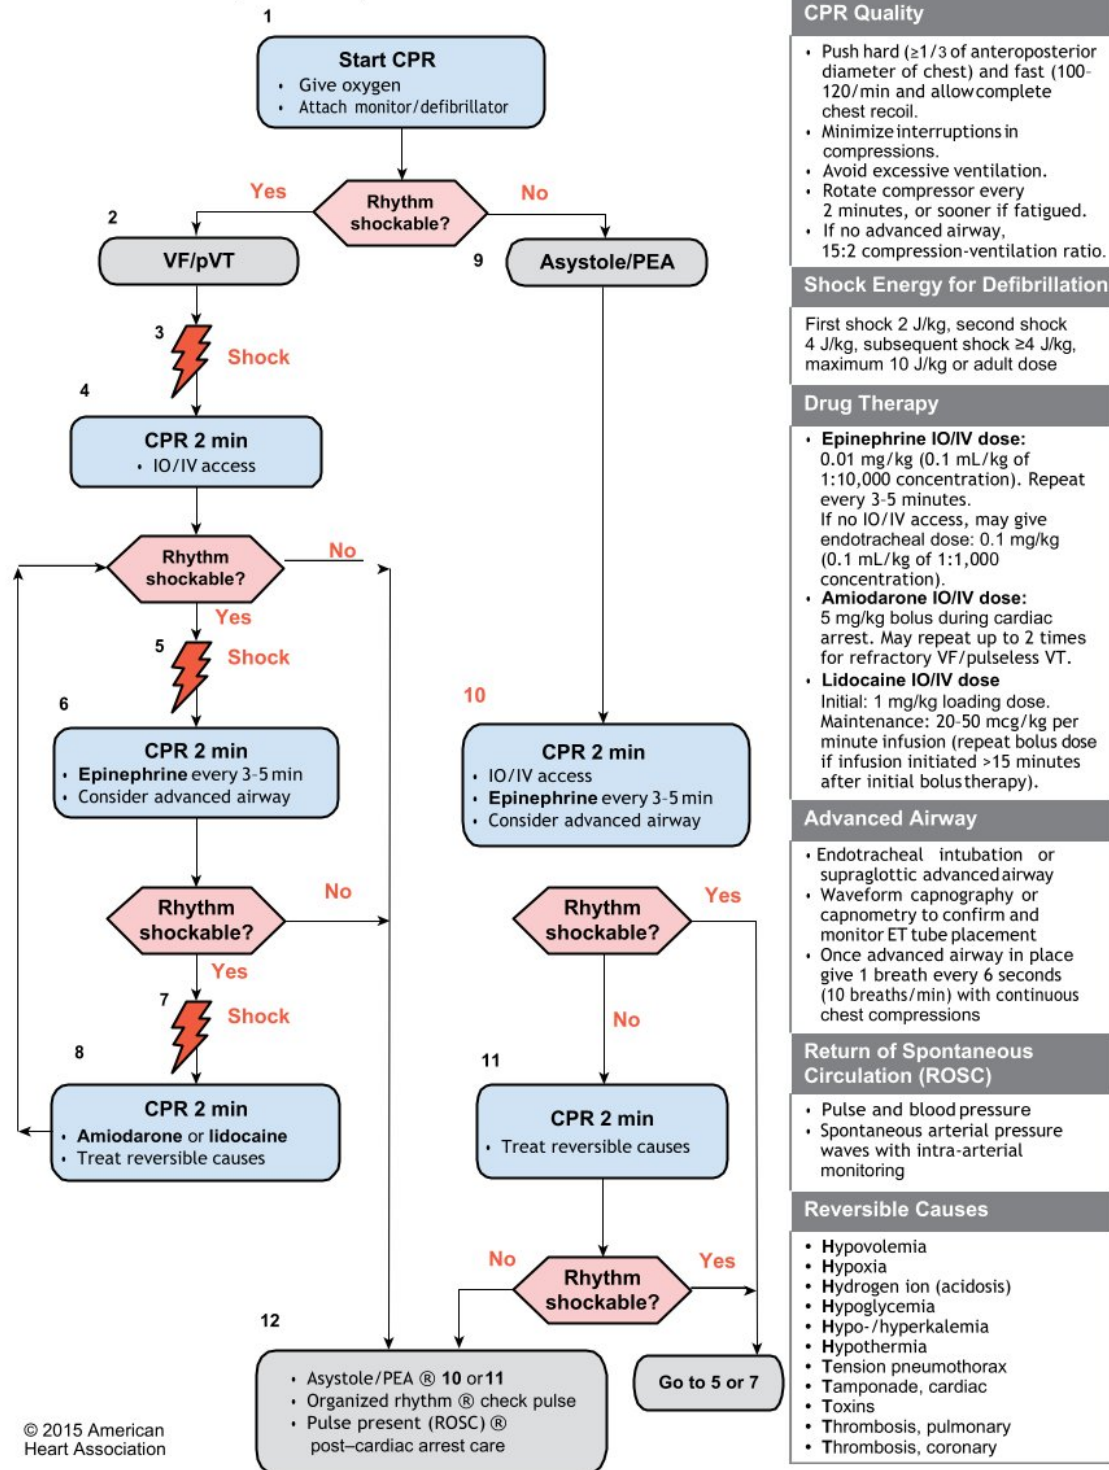 1
Start CPR
• Give oxygen
• Attach monitor/defibrillator
Rhythm
shockable?
Yes
No
2
VF/pVT
9
Asystole/PEA
3
Shock
4
CPR 2 min
• IO/IV access
Rhythm
shockable?
No
Yes
5
Shock
6
CPR 2 min
• Epinephrine every 3-5 min
• Consider advanced airway
10
CPR 2 min
• IO/IV access
• Epinephrine every 3-5 min
• Consider advanced airway
Rhythm
shockable?
No
Yes
7
Shock
8
CPR 2 min
• Amiodarone or lidocaine
• Treat reversible causes
Rhythm
shockable?
Yes
No
11
CPR 2 min
• Treat reversible causes
No
Rhythm
shockable?
Yes
12
• Asystole/PEA ® 10 or 11
• Organized rhythm ® check pulse
• Pulse present (ROSC) ®
post–cardiac arrest care
Go to 5 or 7
© 2015 American
Heart Association
CPR Quality
• Push hard (≥1/3 of anteroposterior
diameter of chest) and fast (100-
120/min and allow complete
chest recoil.
• Minimize interruptions in
compressions.
• Avoid excessive ventilation.
• Rotate compressor every
2 minutes, or sooner if fatigued.
• If no advanced airway,
15:2 compression-ventilation ratio.
Shock Energy for Defibrillation
First shock 2 J/kg, second shock
4 J/kg, subsequent shock ≥4 J/kg,
maximum 10 J/kg or adult dose
Drug Therapy
• Epinephrine IO/IV dose:
0.01 mg/kg (0.1 mL/kg of
1:10,000 concentration). Repeat
every 3-5 minutes.
If no IO/IV access, may give
endotracheal dose: 0.1 mg/kg
(0.1 mL/kg of 1:1,000
concentration).
• Amiodarone IO/IV dose:
5 mg/kg bolus during cardiac
arrest. May repeat up to 2 times
for refractory VF/pulseless VT.
• Lidocaine IO/IV dose
Initial: 1 mg/kg loading dose.
Maintenance: 20-50 mcg/kg per
minute infusion (repeat bolus dose
if infusion initiated >15 minutes
after initial bolus therapy).
Advanced Airway
• Endotracheal intubation or
supraglottic advanced airway
• Waveform capnography or
capnometry to confirm and
monitor ET tube placement
• Once advanced airway in place
give 1 breath every 6 seconds
(10 breaths/min) with continuous
chest compressions
Return of Spontaneous
Circulation (ROSC)
• Pulse and blood pressure
• Spontaneous arterial pressure
waves with intra-arterial
monitoring
Reversible Causes
• Hypovolemia
• Hypoxia
• Hydrogen ion (acidosis)
• Hypoglycemia
• Hypo-/hyperkalemia
• Hypothermia
• Tension pneumothorax
• Tamponade, cardiac
• Toxins
• Thrombosis, pulmonary
• Thrombosis, coronary